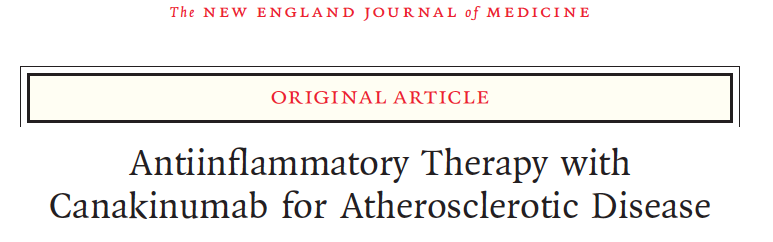 The NEW ENGLAND JOURNAL of MEDICINE
ORIGINAL ARTICLE
Antiinflammatory Therapy with
Canakinumab for Atherosclerotic Disease